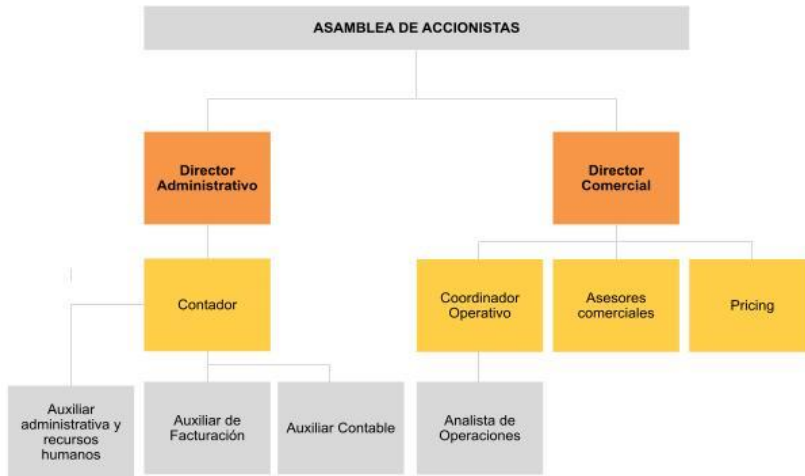 ASAMBLEA DE ACCIONISTAS
Director
Administrativo
Director
Comercial
Contador
Coordinador
Operativo
Asesores
comerciales
Pricing
Auxiliar
administrativa y
recursos
humanos
Auxiliar de
Facturación
Auxiliar Contable
Analista de
Operaciones